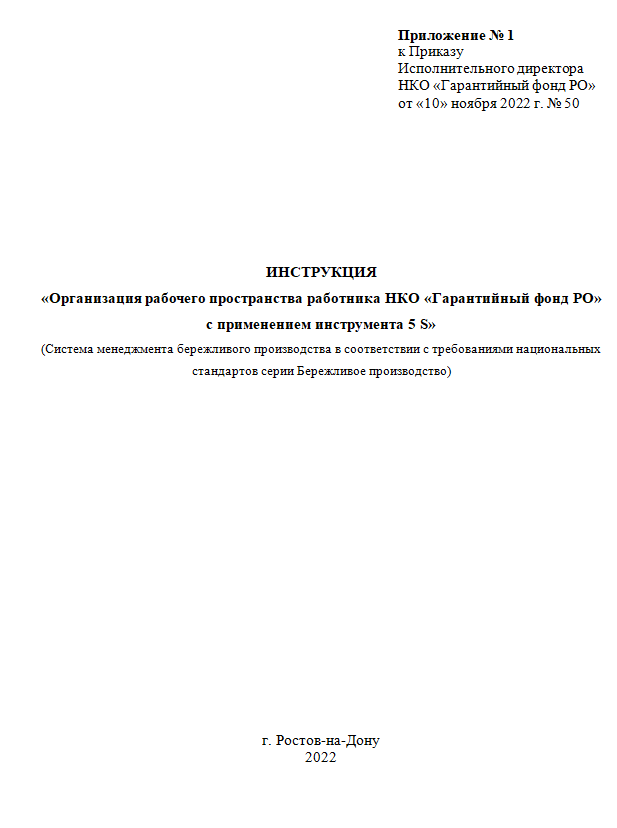 Приложение № 1
к Приказу
Исполнительного директора
НКО «Гарантийный фонд РО»
от «10» ноября 2022 г. № 50
ИНСТРУКЦИЯ
«Организация рабочего пространства работника НКО «Гарантийный фонд РО»
с применением инструмента 5 S»
(Система менеджмента бережливого производства в соответствии с требованиями национальных
стандартов серии Бережливое производство)
г. Ростов-на-Дону
2022